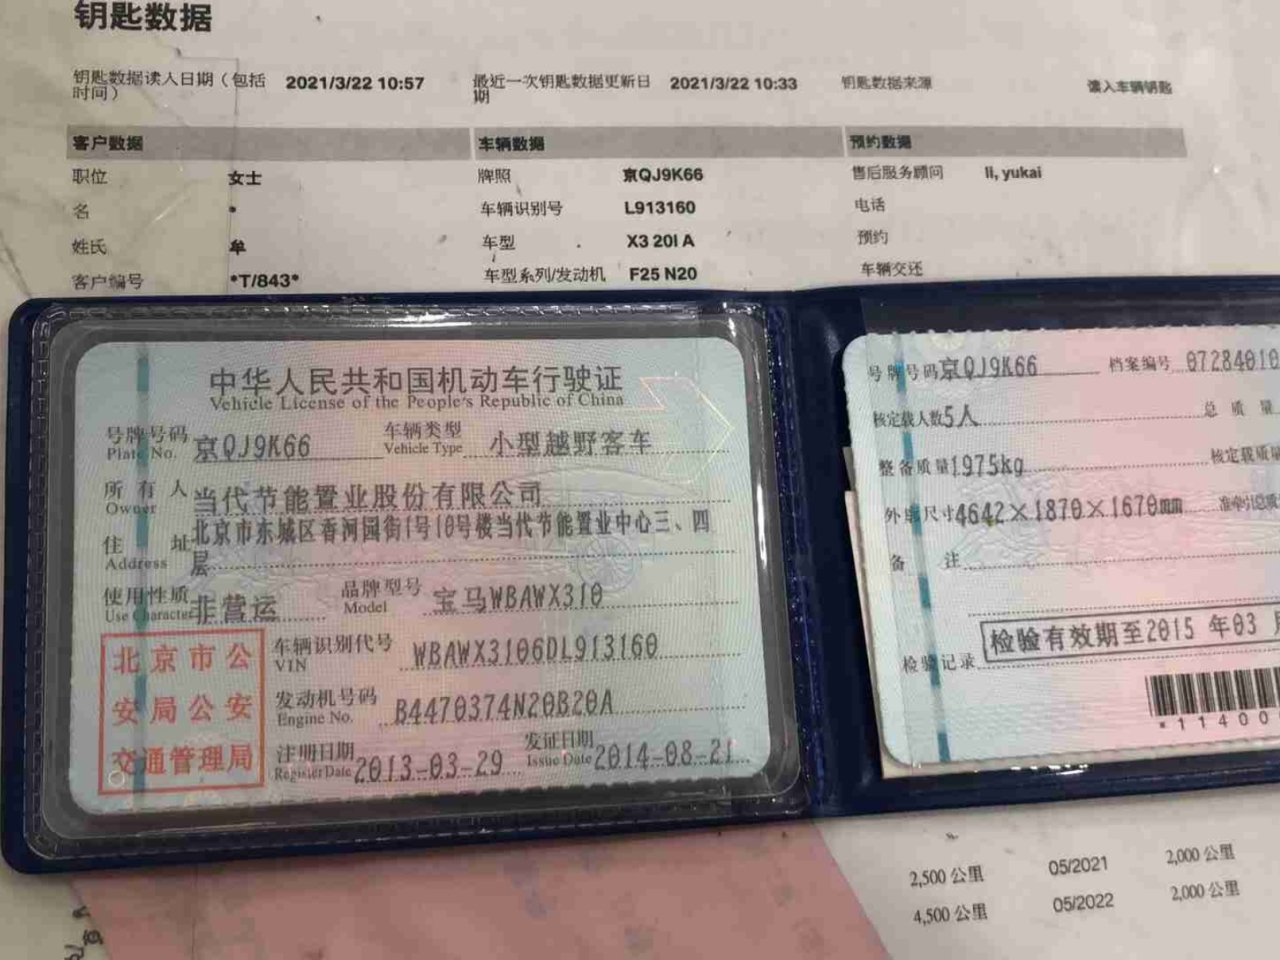 钥匙数据
钥匙数据读入日期（包括时间） 2021/3/22 10:57 最近一次钥匙数据更新日期 2021/3/22 10:33 钥匙数据来源 读入车辆钥匙
客户数据 车辆数据 预约数据
职位 女士 牌照 京QJ9K66 售后服务顾问 li, yukai
名 * 车辆识别号 L913160 电话
姓氏 牟 车型 X3 20I A 预约
客户编号 *T/843* 车型系列/发动机 F25 N20 车辆交还
中华人民共和国机动车行驶证
Vehicle License of the People's Republic of China
号牌号码 京QJ9K66 车辆类型 小型越野客车
Plate No. Vehicle Type
所有人 当代节能置业股份有限公司
Owner
住址 北京市东城区香河园街1号10号楼当代节能置业中心三、四
Address 层
使用性质 非营运 品牌型号 宝马WBAWX310
Use Character Model
北京市公
安局公安
交通管理局
车辆识别代号 WBAWX3106DL913160
VIN
发动机号码 B4470374N20B20A
Engine No.
注册日期 2013-03-29 发证日期 2014-08-21
Register Date Issue Date
号牌号码 京QJ9K66 档案编号 07284010
核定载人数 5人 总质量
整备质量 1975kg 核定载质量
外廓尺寸 4642×1870×1670mm 准牵引总质
备注
检验有效期至2015 年03
检验记录
*11400
2,500 公里 05/2021 2,000 公里
4,500 公里 05/2022 2,000 公里